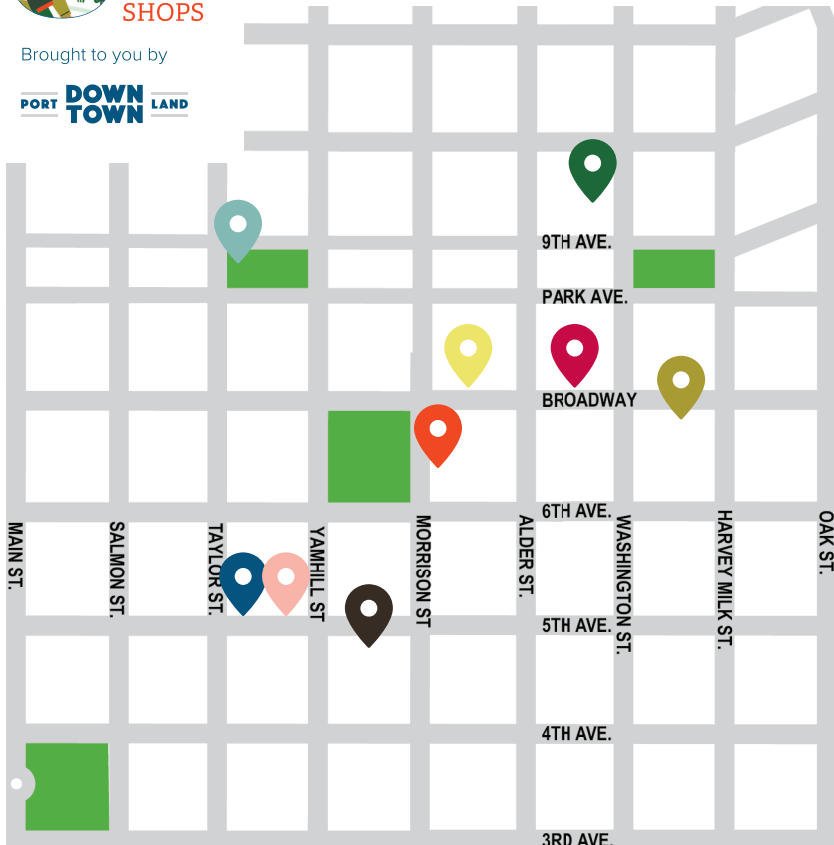 SHOPS
Brought to you by
PORT DOWN TOWN LAND
9TH AVE.
PARK AVE.
BROADWAY
6TH AVE.
MAIN ST.
SALMON ST.
TAYLOR ST.
YAMHILL ST
MORRISON ST
ALDER ST.
WASHINGTON ST.
HARVEY MILK ST.
OAK ST.
5TH AVE.
4TH AVE.
3RD AVE.